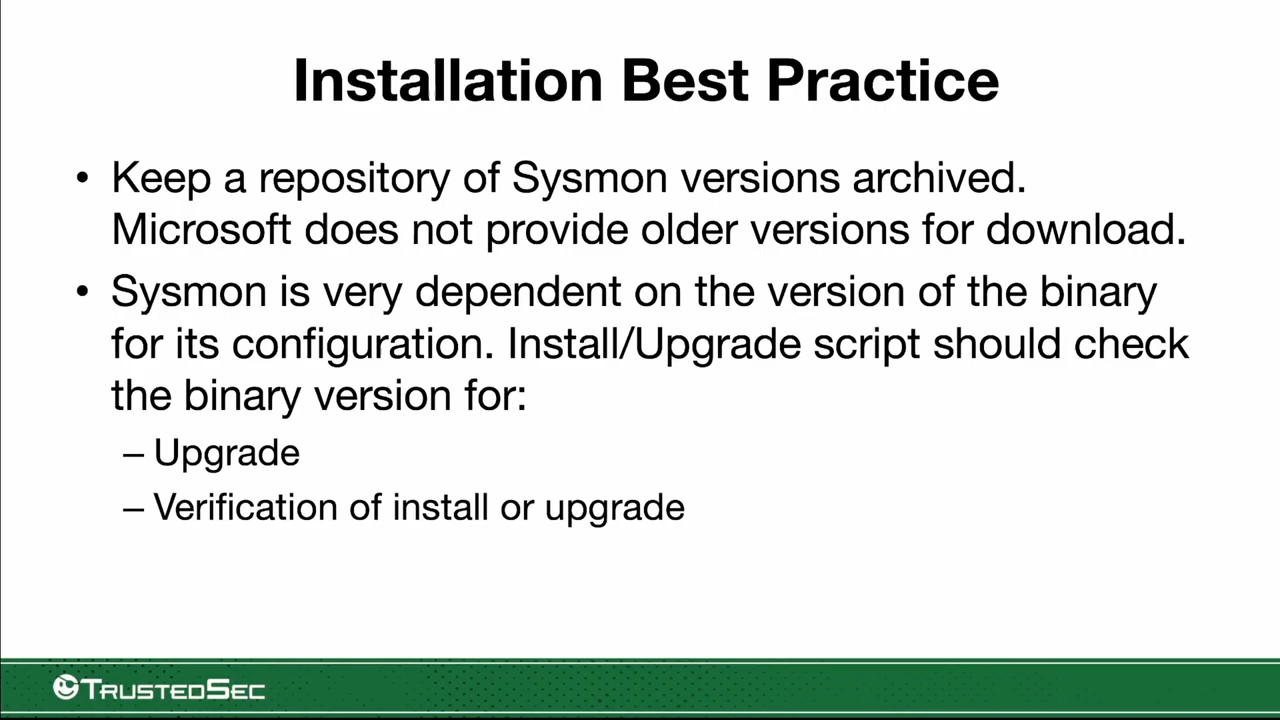 Installation Best Practice
• Keep a repository of Sysmon versions archived.
Microsoft does not provide older versions for download.
• Sysmon is very dependent on the version of the binary
for its configuration. Install/Upgrade script should check
the binary version for:
– Upgrade
– Verification of install or upgrade
TRUSTEDSEC